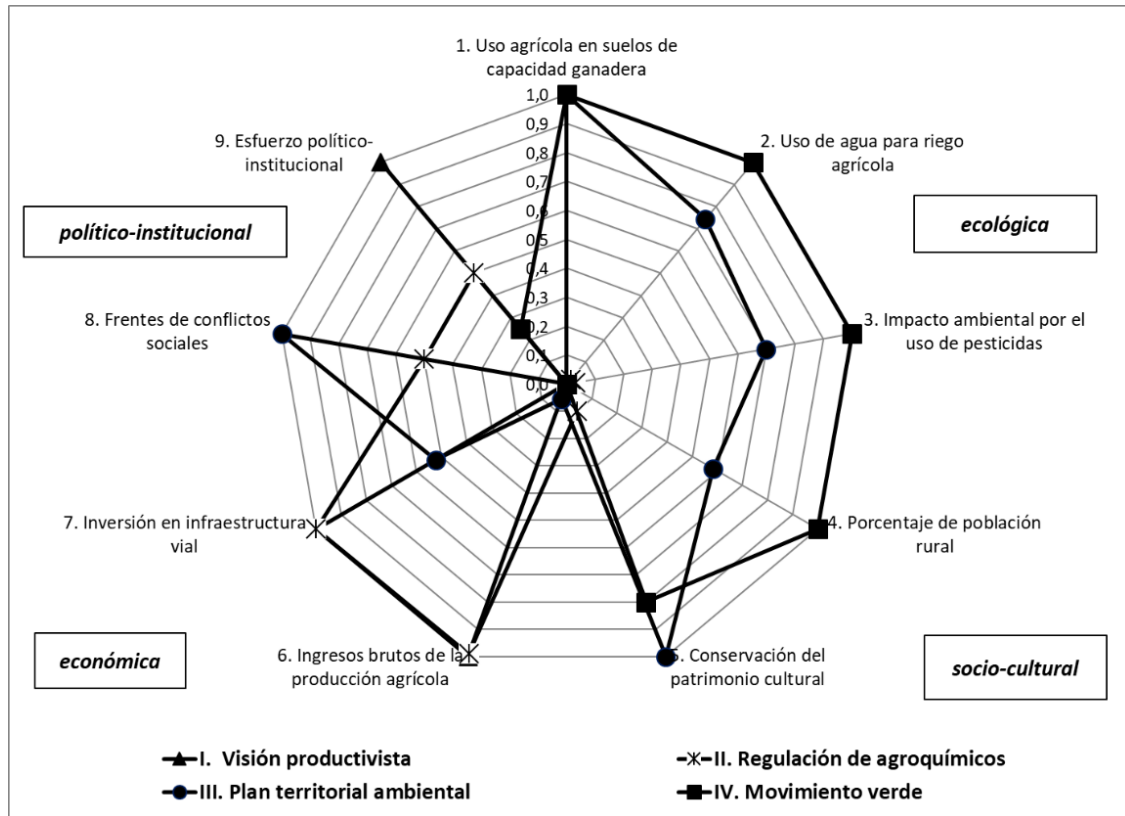 1. Uso agrícola en suelos de
capacidad ganadera
1,0
0,9
0,8
0,7
0,6
0,5
0,4
0,3
0,2
0,1
0,0
2. Uso de agua para riego
agrícola
ecológica
3. Impacto ambiental por el
uso de pesticidas
4. Porcentaje de población
rural
socio-cultural
5. Conservación del
patrimonio cultural
6. Ingresos brutos de la
producción agrícola
económica
7. Inversión en infraestructura
vial
8. Frentes de conflictos
sociales
político-institucional
9. Esfuerzo político-
institucional
I. Visión productivista
II. Regulación de agroquímicos
III. Plan territorial ambiental
IV. Movimiento verde